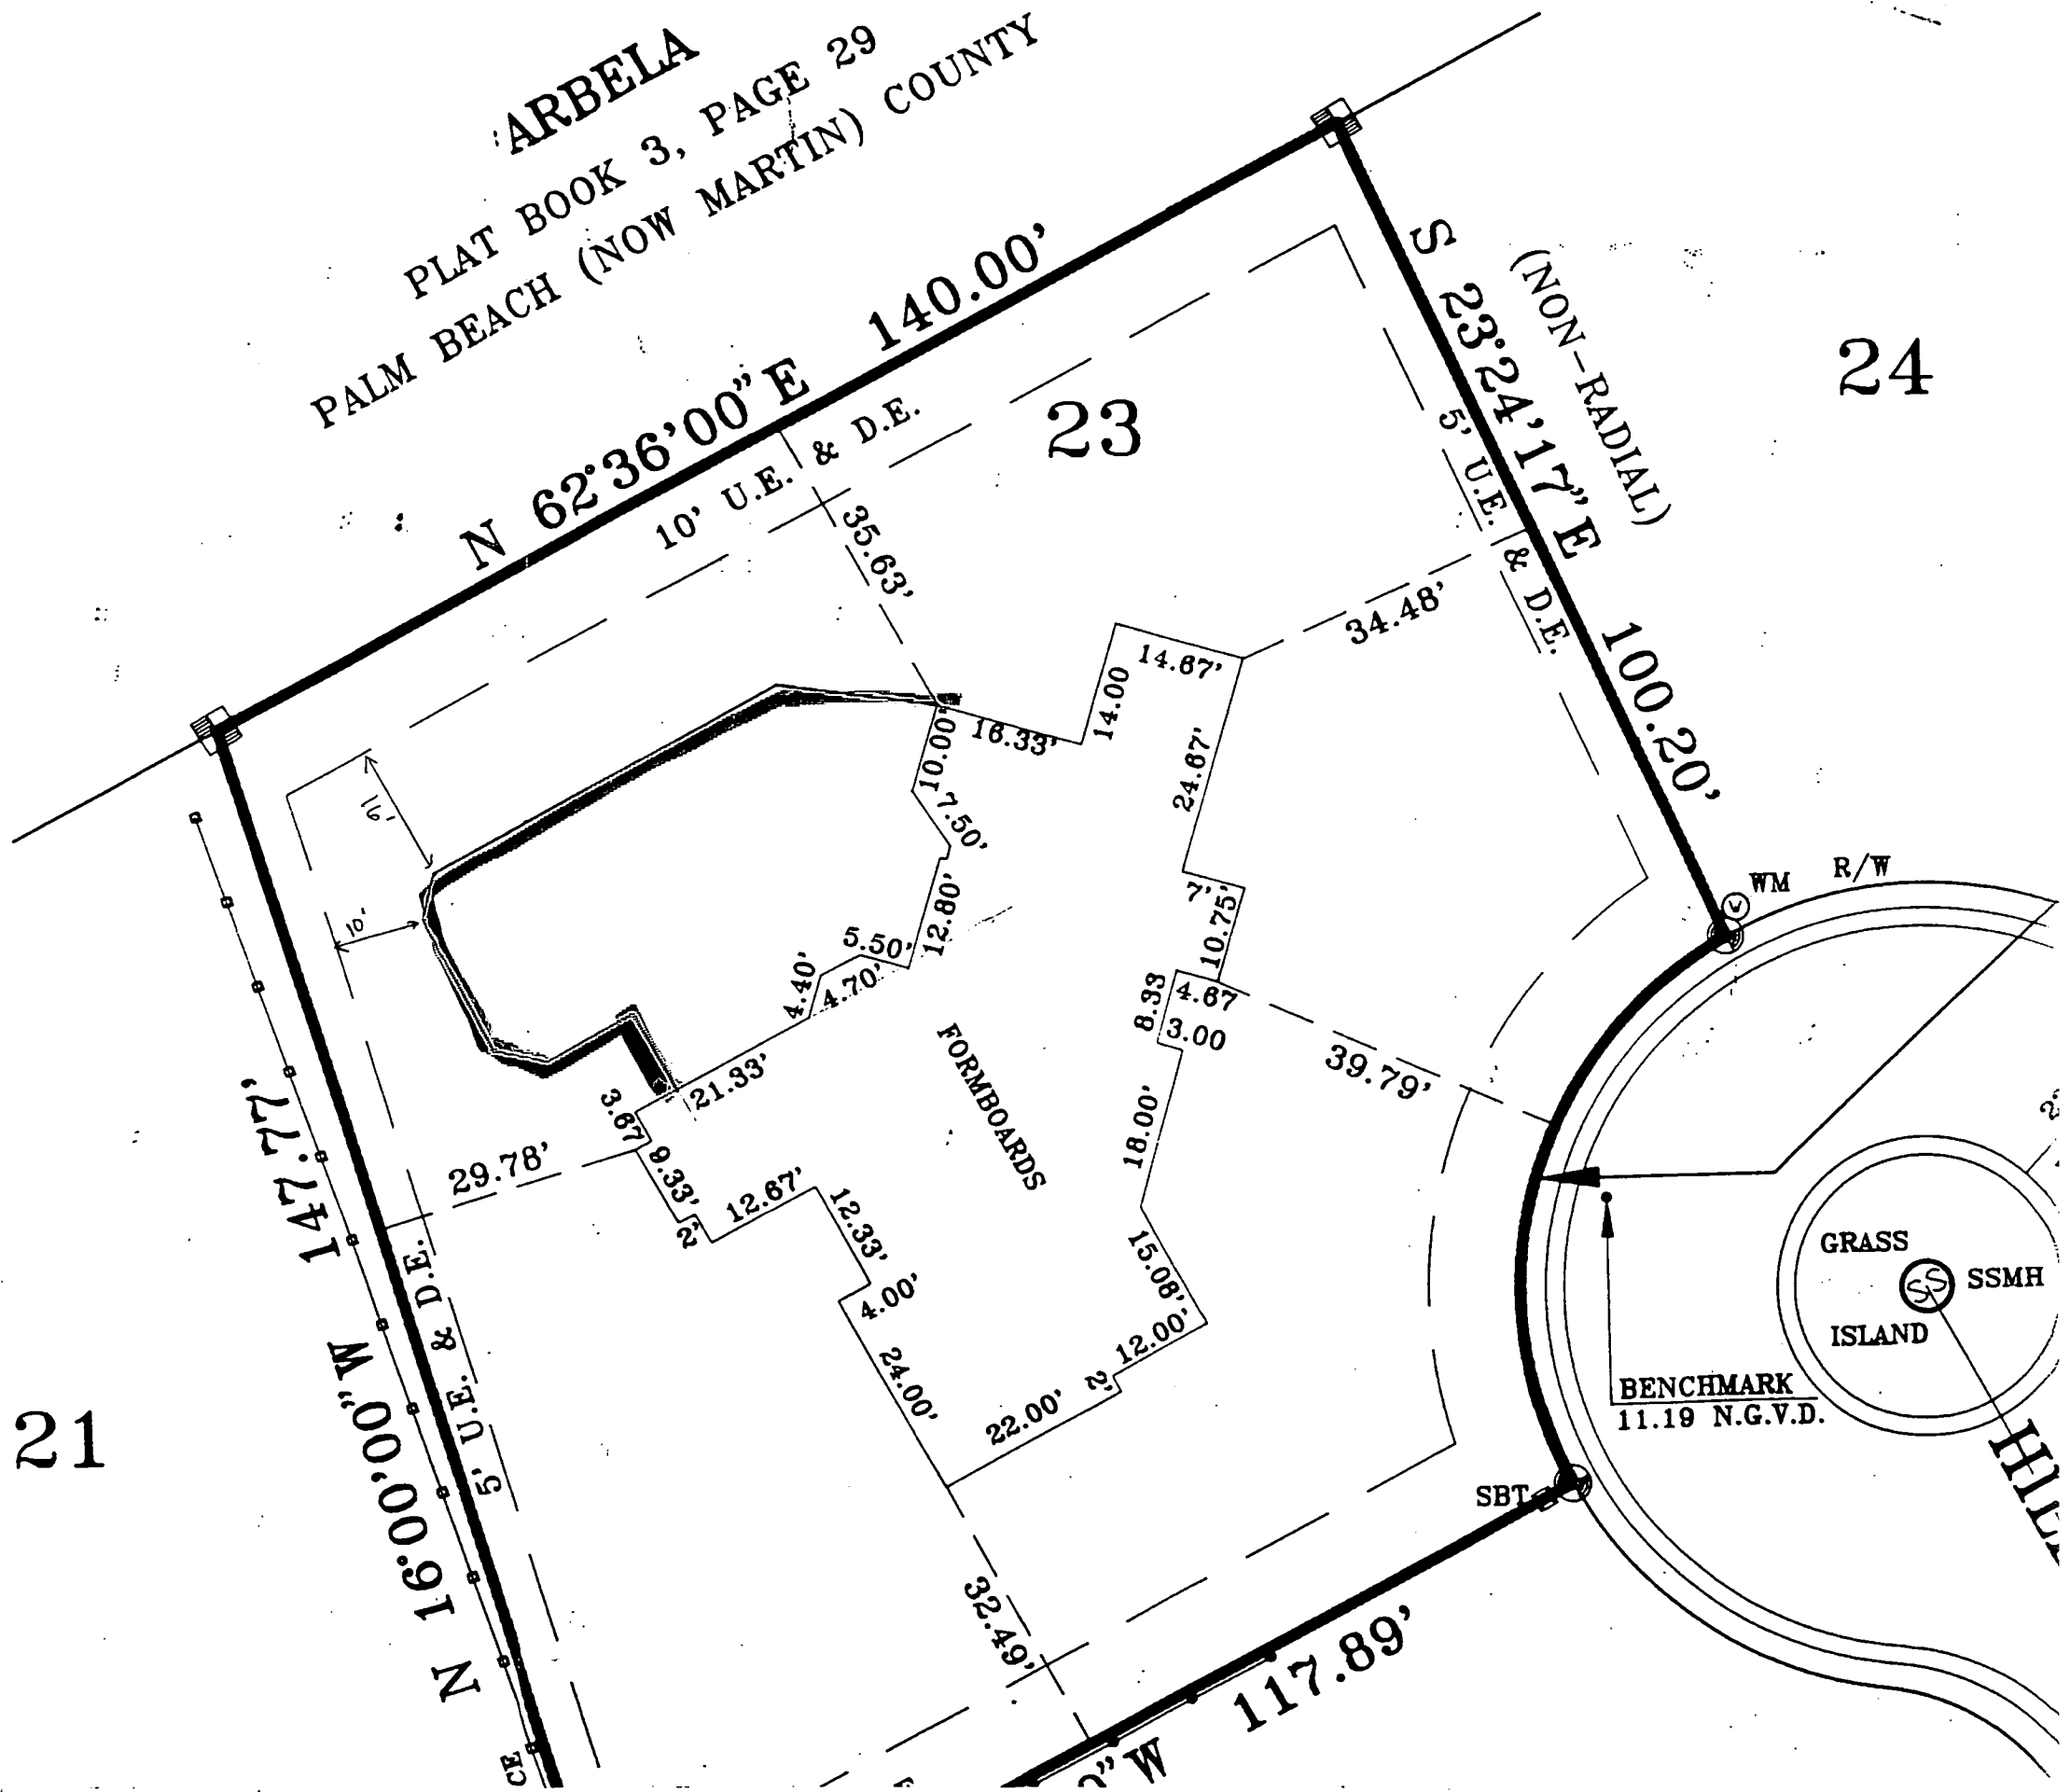 ARBELA
PLAT BOOK 3, PAGE 29
PALM BEACH (NOW MARTIN) COUNTY
N 62°36'00" E 140.00'
10' U.E. & D.E.
23
S 23°24'17" E 100.20'
(NON-RADIAL)
5' U.E. & D.E.
24
35.63'
34.48'
14.67'
14.00
16.33'
10.00'
24.67'
7.50'
16'
10'
12.80'
7'
10.75'
WM
R/W
5.50'
4.40'
4.70'
8.33
4.67
3.00
39.79'
21.33'
3.67
FORMBOARDS
18.00'
29.78'
9.33'
12.67'
2'
12.33'
4.00'
15.08'
12.00'
2'
24.00'
22.00'
GRASS
SS
SSMH
ISLAND
BENCHMARK
11.19 N.G.V.D.
21
N 19°00'00" W 147.77'
5' U.E. & D.E.
SBT
32.49'
117.89'
" W
CF